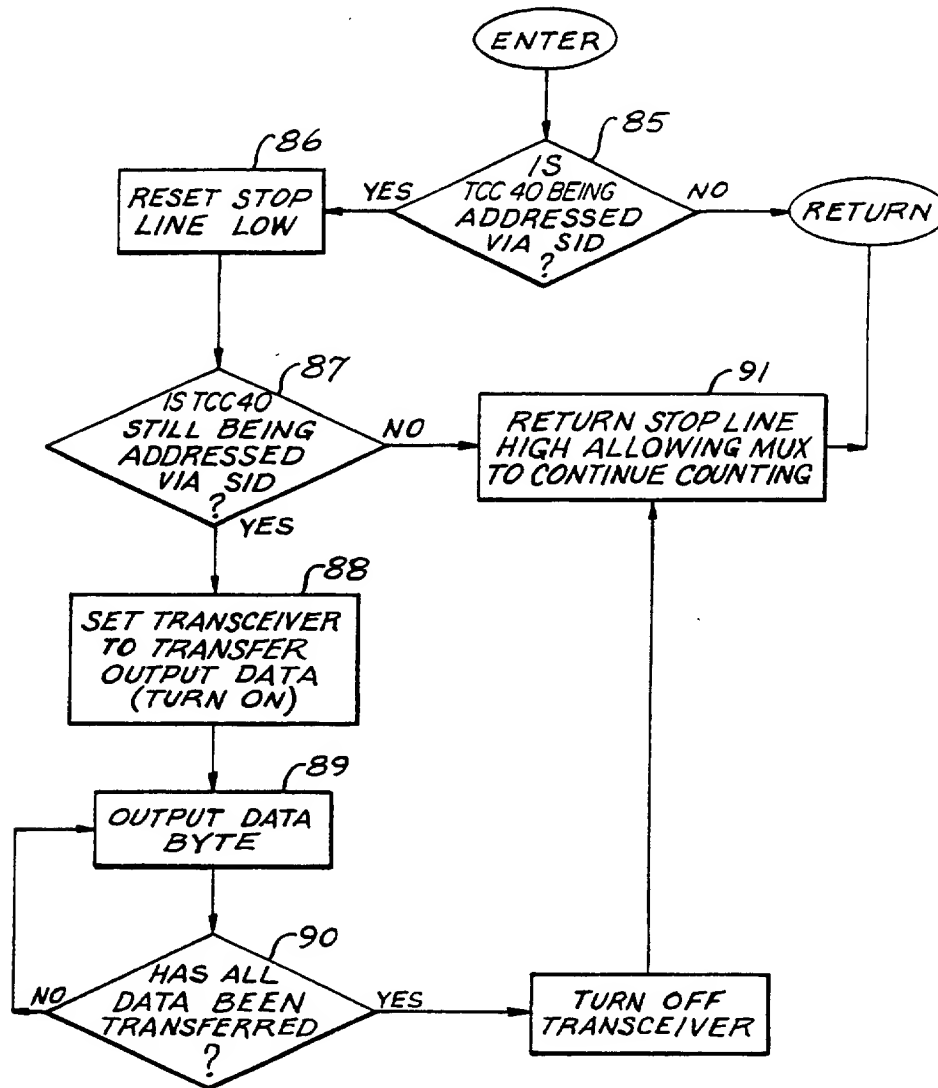 ENTER
85
IS
TCC 40 BEING
ADDRESSED
VIA SID
?
YES
NO
86
RESET STOP
LINE LOW
RETURN
87
IS TCC 40
STILL BEING
ADDRESSED
VIA SID
?
NO
YES
91
RETURN STOP LINE
HIGH ALLOWING MUX
TO CONTINUE COUNTING
88
SET TRANSCEIVER
TO TRANSFER
OUTPUT DATA
(TURN ON)
89
OUTPUT DATA
BYTE
90
HAS ALL
DATA BEEN
TRANSFERRED
?
NO
YES
TURN OFF
TRANSCEIVER